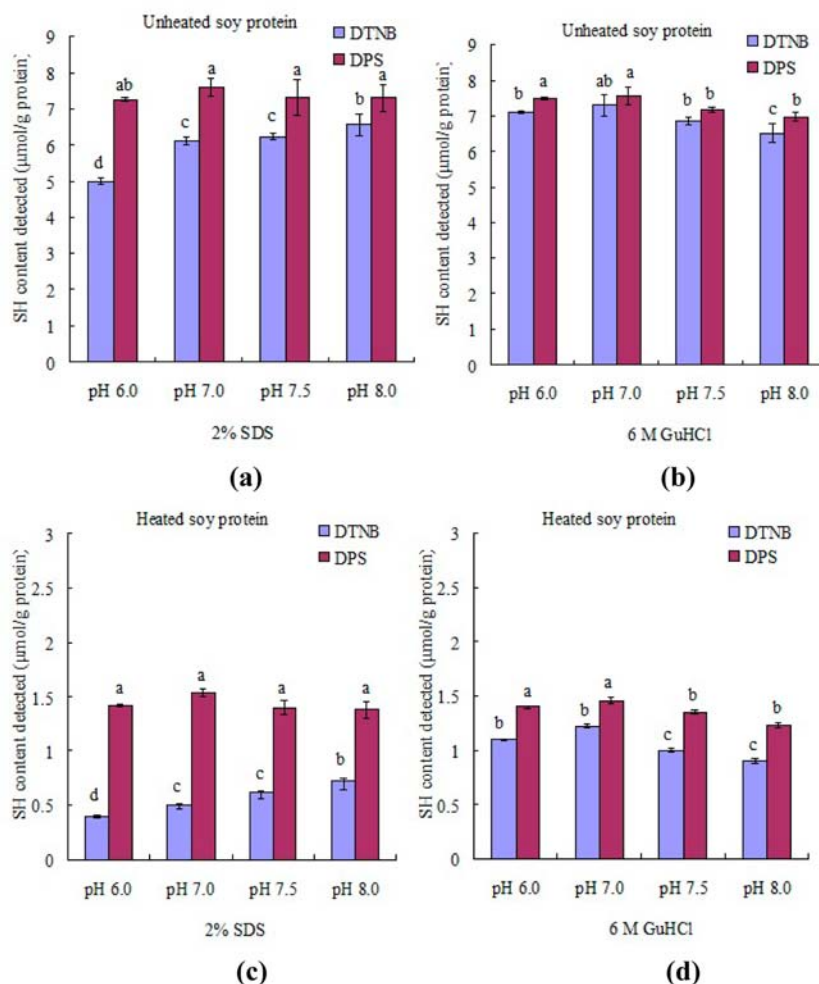 Unheated soy protein
DTNB
DPS
SH content detected (μmol/g protein)
9
8
7
6
5
4
3
2
1
0
d
ab
c
a
c
a
b
a
pH 6.0
pH 7.0
pH 7.5
pH 8.0
2% SDS
(a)
Unheated soy protein
DTNB
DPS
SH content detected (μmol/g protein)
9
8
7
6
5
4
3
2
1
0
b
a
ab
a
b
b
c
b
pH 6.0
pH 7.0
pH 7.5
pH 8.0
6 M GuHCl
(b)
Heated soy protein
DTNB
DPS
SH content detected (μmol/g protein)
3
2.5
2
1.5
1
0.5
0
d
a
c
a
c
a
b
a
pH 6.0
pH 7.0
pH 7.5
pH 8.0
2% SDS
(c)
Heated soy protein
DTNB
DPS
SH content detected (μmol/g protein)
3
2.5
2
1.5
1
0.5
0
b
a
b
a
c
b
c
b
pH 6.0
pH 7.0
pH 7.5
pH 8.0
6 M GuHCl
(d)